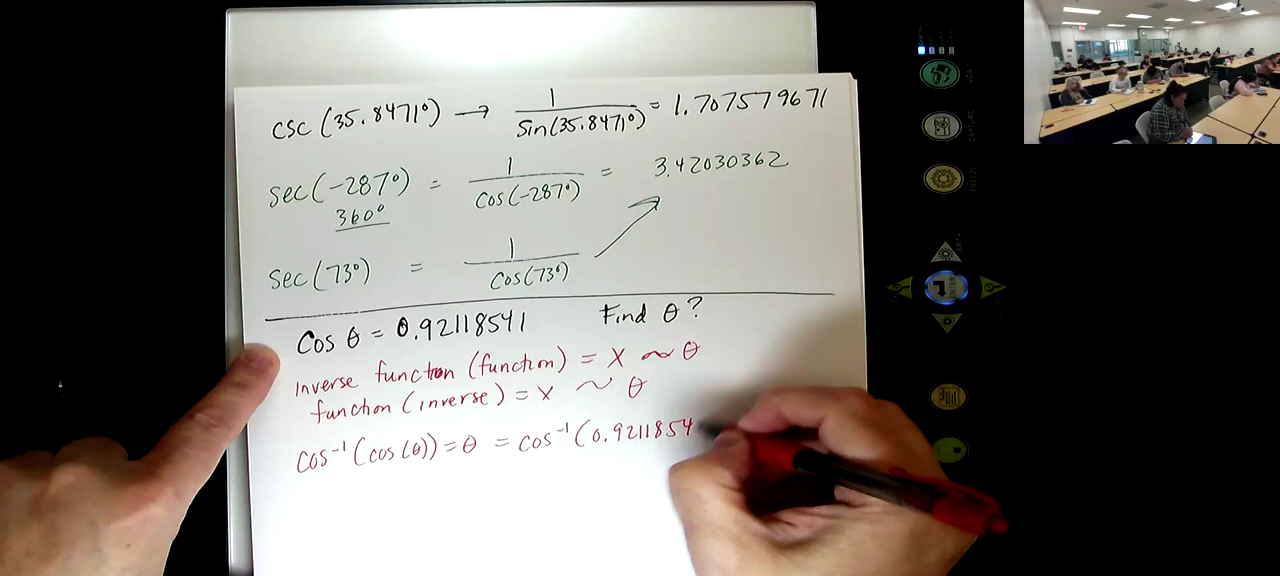 csc(35.8471°) → 1/sin(35.8471°) = 1.707579671
sec(-287°) = 1/cos(-287°) = 3.42030362
360°
sec(73°) = 1/cos(73°)
Cos θ = 0.92118541 Find θ?
Inverse function (function) = x ~ θ
function (inverse) = x ~ θ
cos⁻¹(cos(θ)) = θ = cos⁻¹(0.9211854